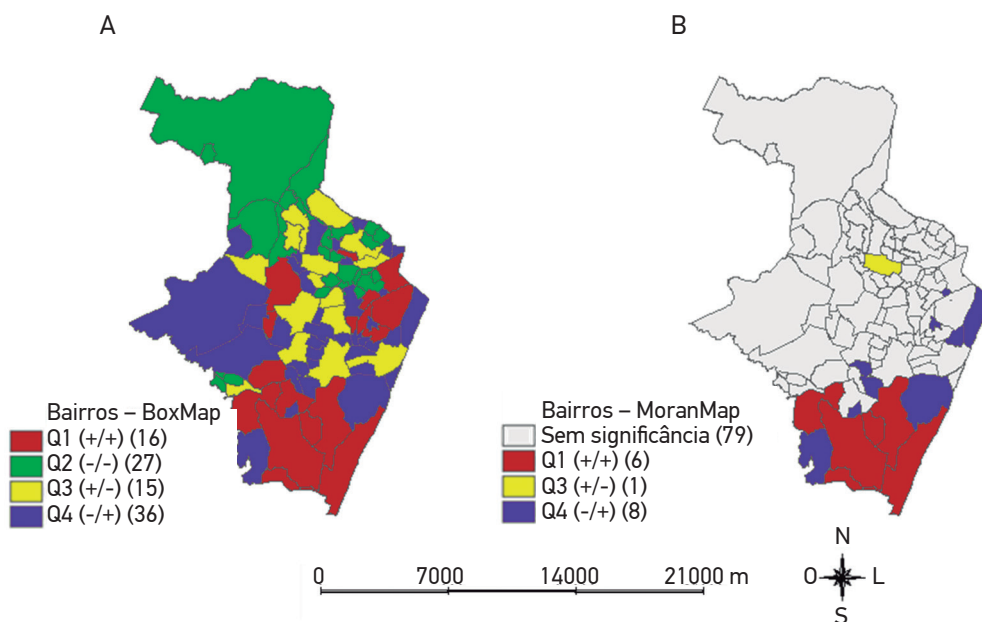 A
B
Bairros – BoxMap
Q1 (+/+) (16)
Q2 (-/-) (27)
Q3 (+/-) (15)
Q4 (-/+) (36)
Bairros – MoranMap
Sem significância (79)
Q1 (+/+) (6)
Q3 (+/-) (1)
Q4 (-/+) (8)
0 7000 14000 21000 m
N
O L
S